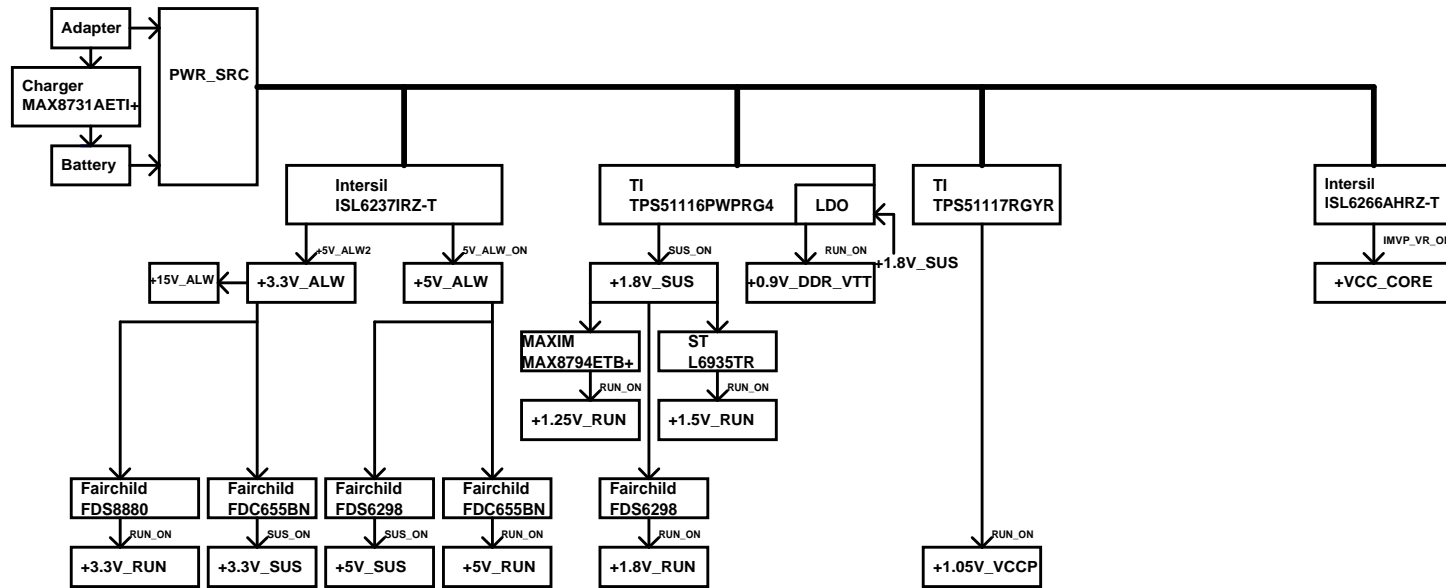 Adapter
PWR_SRC
Charger
MAX8731AETI+
Battery
Intersil
ISL6237IRZ-T
TI
TPS51116PWPRG4
LDO
TI
TPS51117RGYR
Intersil
ISL6266AHRZ-T
+5V_ALW2
5V_ALW_ON
SUS_ON
RUN_ON
+1.8V_SUS
IMVP_VR_ON
+15V_ALW
+3.3V_ALW
+5V_ALW
+1.8V_SUS
+0.9V_DDR_VTT
+VCC_CORE
MAXIM
MAX8794ETB+
ST
L6935TR
RUN_ON
RUN_ON
+1.25V_RUN
+1.5V_RUN
Fairchild
FDS8880
Fairchild
FDC655BN
Fairchild
FDS6298
Fairchild
FDC655BN
Fairchild
FDS6298
RUN_ON
SUS_ON
SUS_ON
RUN_ON
RUN_ON
RUN_ON
+3.3V_RUN
+3.3V_SUS
+5V_SUS
+5V_RUN
+1.8V_RUN
+1.05V_VCCP